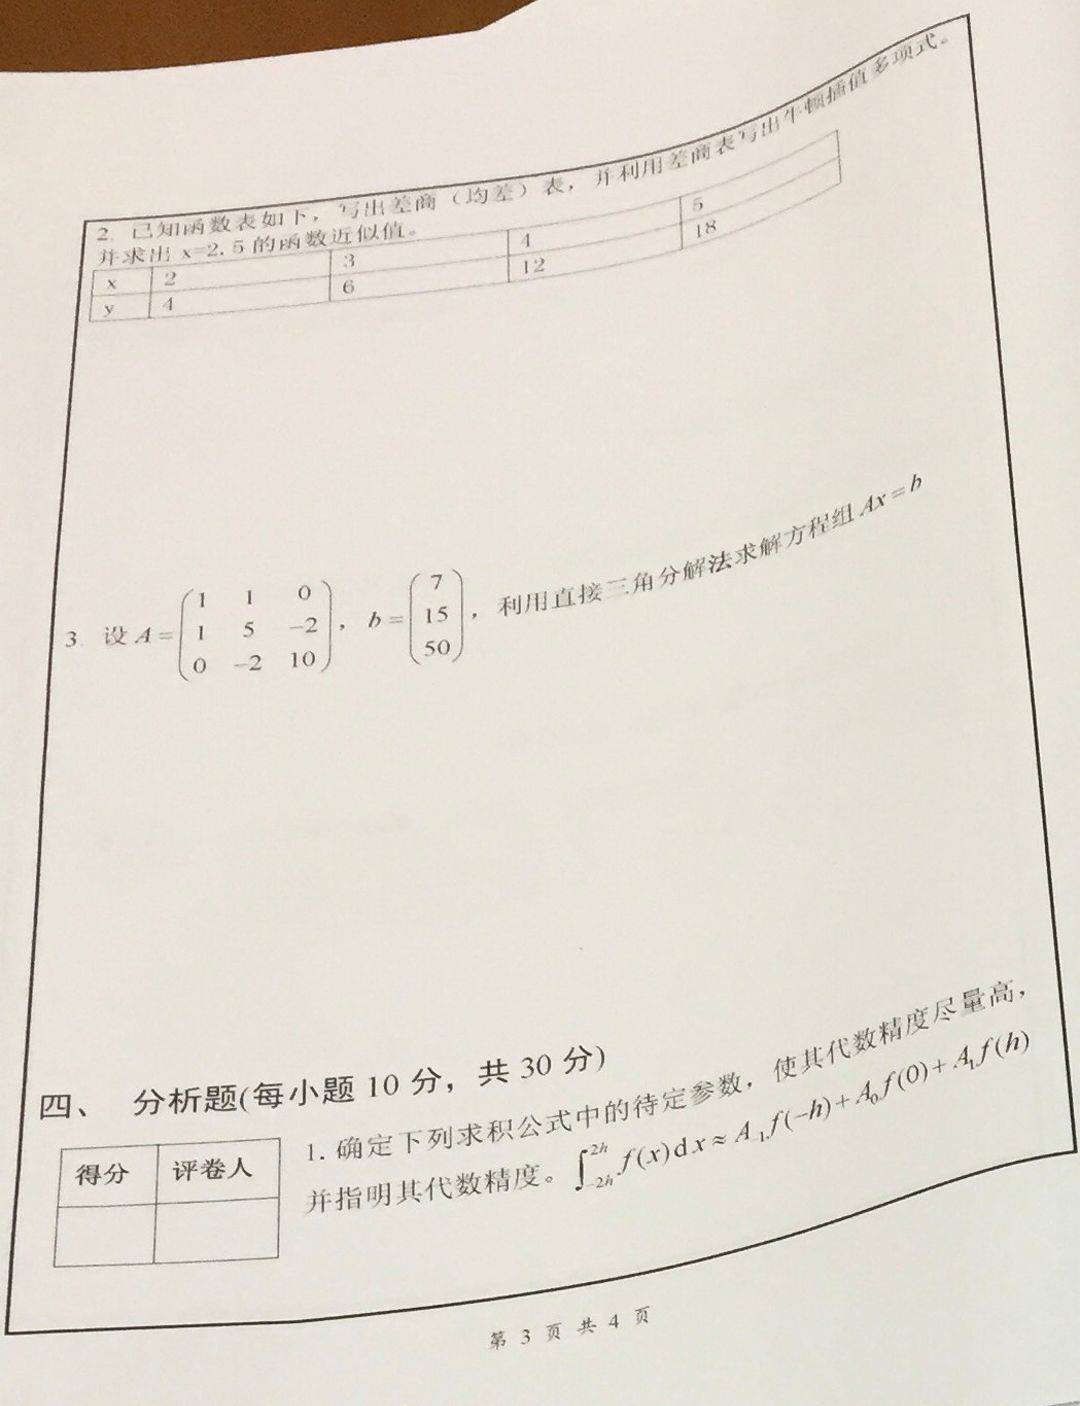 2. 已知函数表如下，写出差商（均差）表，并利用差商表写出牛顿插值多项式。
并求出 x=2.5 的函数近似值。
x 2 3 4 5
y 4 6 12 18
3. 设 A = \begin{pmatrix} 1 & 1 & 0 \\ 1 & 5 & -2 \\ 0 & -2 & 10 \end{pmatrix}，b = \begin{pmatrix} 7 \\ 15 \\ 50 \end{pmatrix}，利用直接三角分解法求解方程组 Ax = b
四、 分析题(每小题 10 分，共 30 分)
得分 评卷人
1. 确定下列求积公式中的待定参数，使其代数精度尽量高，
并指明其代数精度。∫_{-2h}^{2h} f(x)dx ≈ A_{-1}f(-h) + A_0f(0) + A_1f(h)
第 3 页 共 4 页